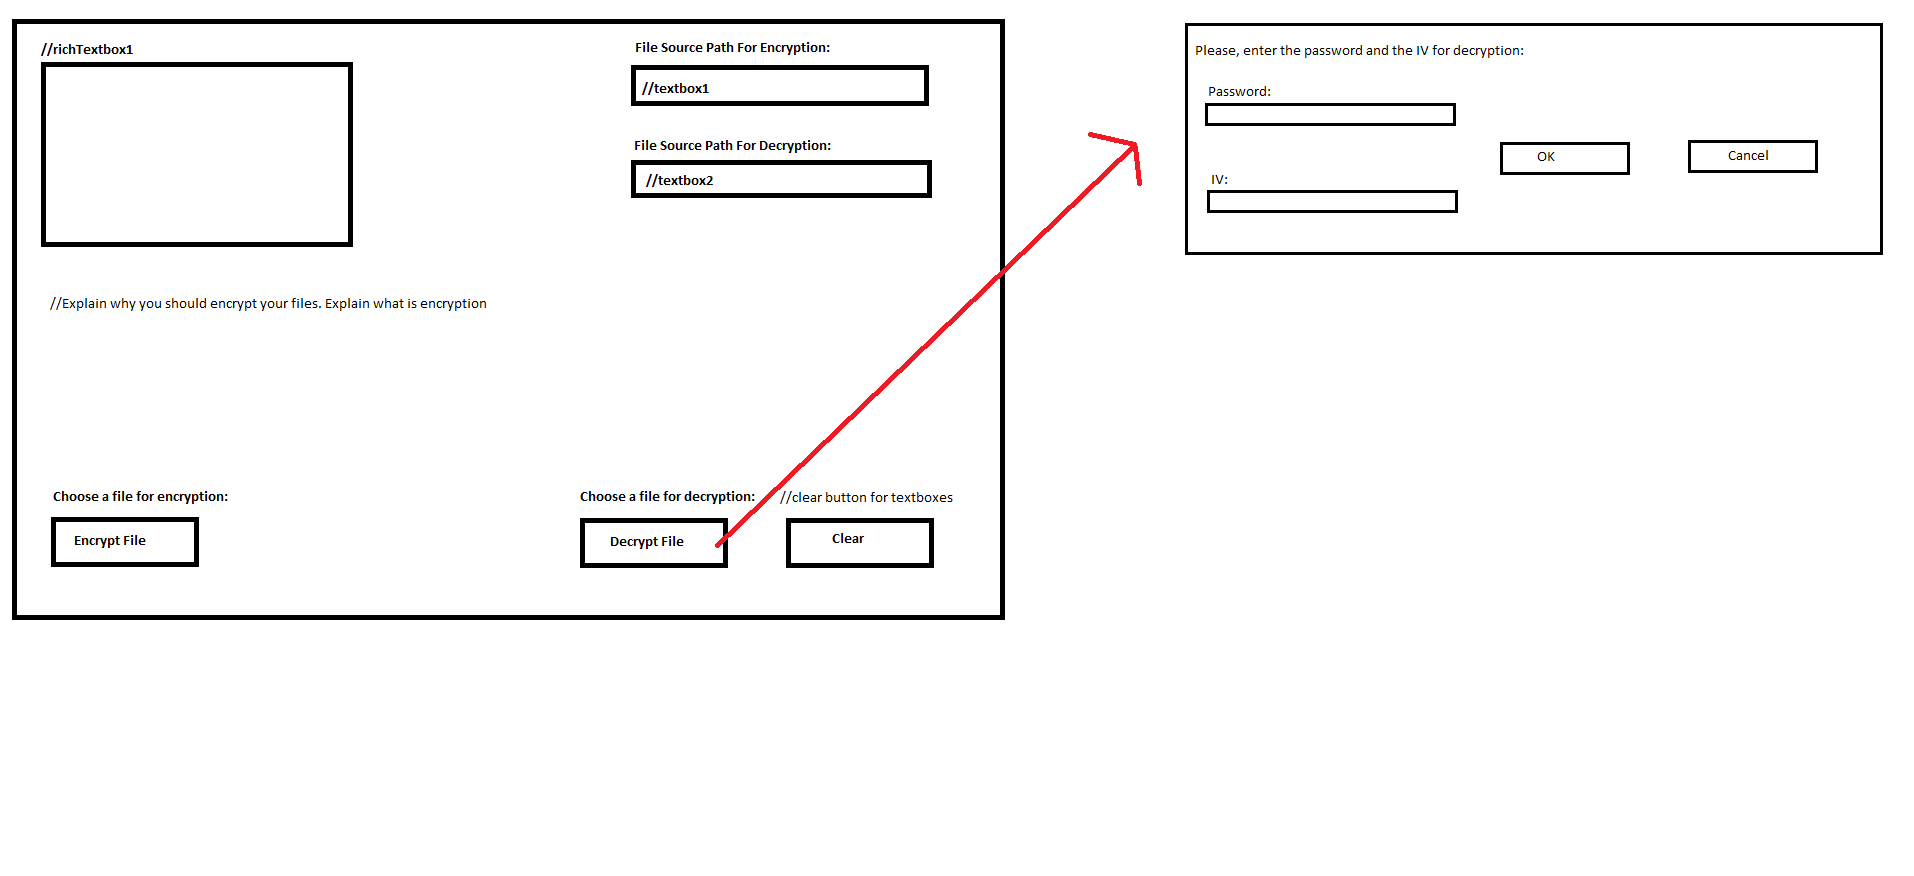 //richTextbox1
File Source Path For Encryption:
//textbox1
File Source Path For Decryption:
//textbox2
//Explain why you should encrypt your files. Explain what is encryption
Choose a file for encryption:
Encrypt File
Choose a file for decryption:
Decrypt File
//clear button for textboxes
Clear
Please, enter the password and the IV for decryption:
Password:
OK
Cancel
IV: